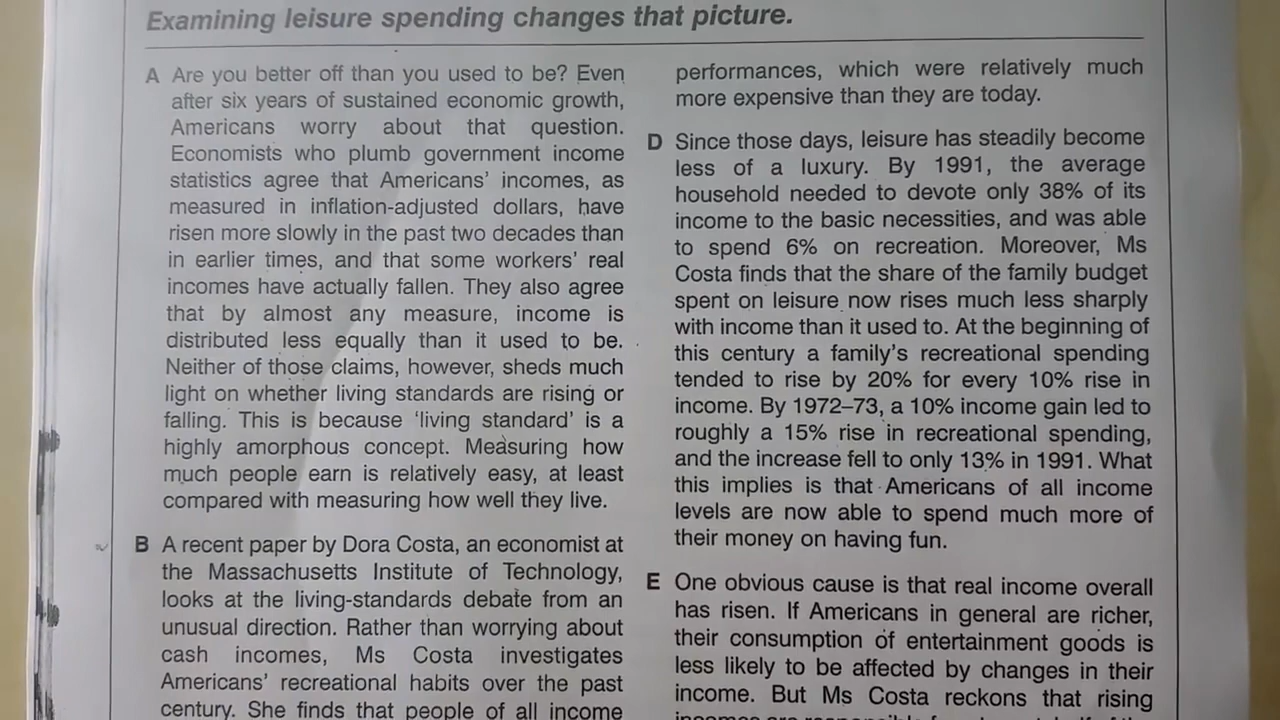 Examining leisure spending changes that picture.
A Are you better off than you used to be? Even
after six years of sustained economic growth,
Americans worry about that question.
Economists who plumb government income
statistics agree that Americans' incomes, as
measured in inflation-adjusted dollars, have
risen more slowly in the past two decades than
in earlier times, and that some workers' real
incomes have actually fallen. They also agree
that by almost any measure, income is
distributed less equally than it used to be.
Neither of those claims, however, sheds much
light on whether living standards are rising or
falling. This is because 'living standard' is a
highly amorphous concept. Measuring how
much people earn is relatively easy, at least
compared with measuring how well they live.
B A recent paper by Dora Costa, an economist at
the Massachusetts Institute of Technology,
looks at the living-standards debate from an
unusual direction. Rather than worrying about
cash incomes, Ms Costa investigates
Americans' recreational habits over the past
century. She finds that people of all income
performances, which were relatively much
more expensive than they are today.
D Since those days, leisure has steadily become
less of a luxury. By 1991, the average
household needed to devote only 38% of its
income to the basic necessities, and was able
to spend 6% on recreation. Moreover, Ms
Costa finds that the share of the family budget
spent on leisure now rises much less sharply
with income than it used to. At the beginning of
this century a family's recreational spending
tended to rise by 20% for every 10% rise in
income. By 1972–73, a 10% income gain led to
roughly a 15% rise in recreational spending,
and the increase fell to only 13% in 1991. What
this implies is that Americans of all income
levels are now able to spend much more of
their money on having fun.
E One obvious cause is that real income overall
has risen. If Americans in general are richer,
their consumption of entertainment goods is
less likely to be affected by changes in their
income. But Ms Costa reckons that rising